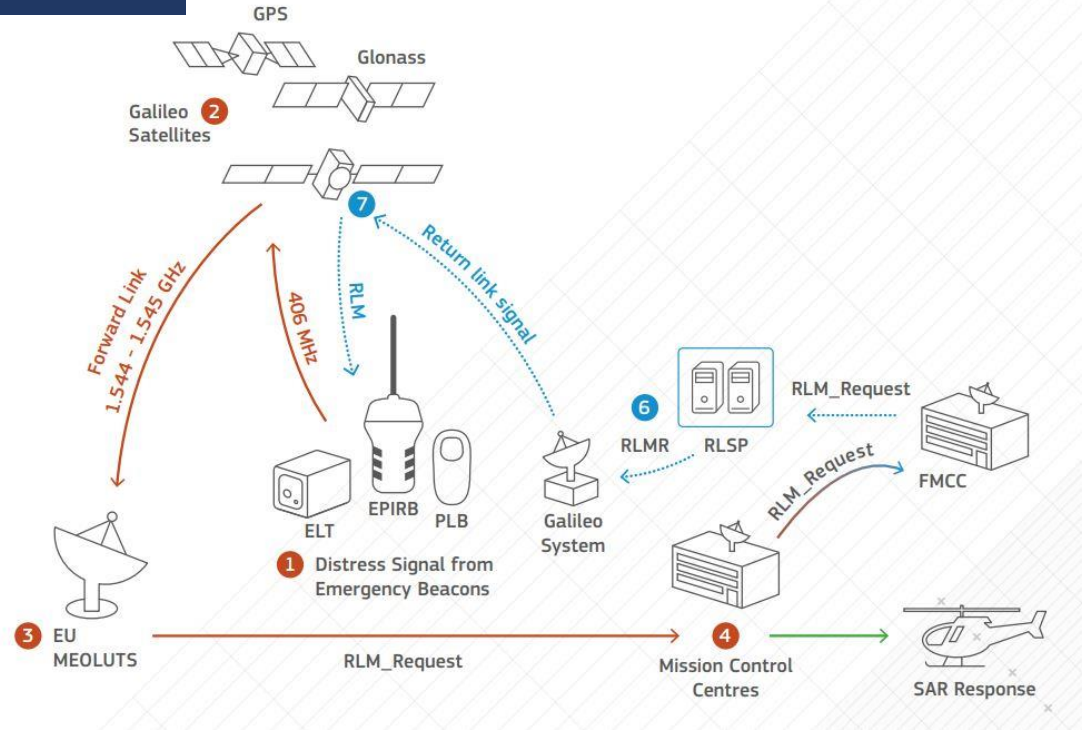 GPS
Glonass
Galileo 2
Satellites
7
Return link signal
RLM
406 MHz
Forward Link
1.544 - 1.545 GHz
RLM_Request
6
RLMR
RLSP
RLM_Request
FMCC
ELT
EPIRB
PLB
Galileo
System
1 Distress Signal from
Emergency Beacons
3 EU
MEOLUTS
RLM_Request
4
Mission Control
Centres
SAR Response